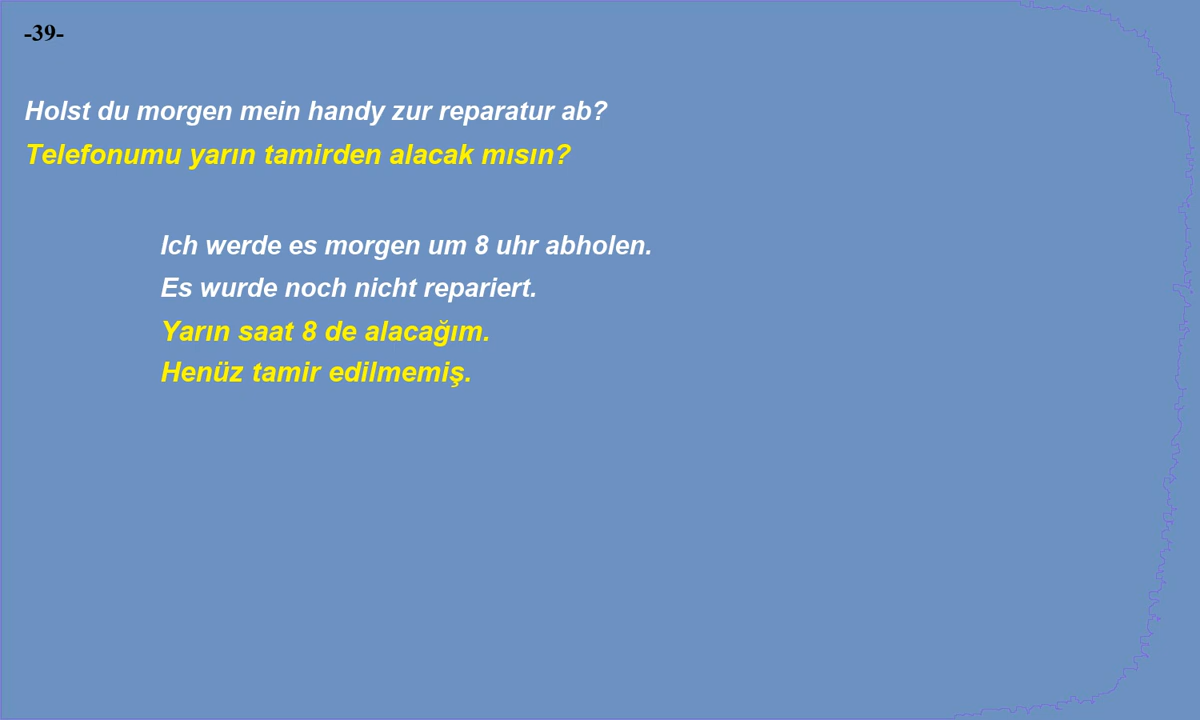 -39-
Holst du morgen mein handy zur reparatur ab?
Telefonumu yarın tamirden alacak mısın?
Ich werde es morgen um 8 uhr abholen.
Es wurde noch nicht repariert.
Yarın saat 8 de alacağım.
Henüz tamir edilmemiş.